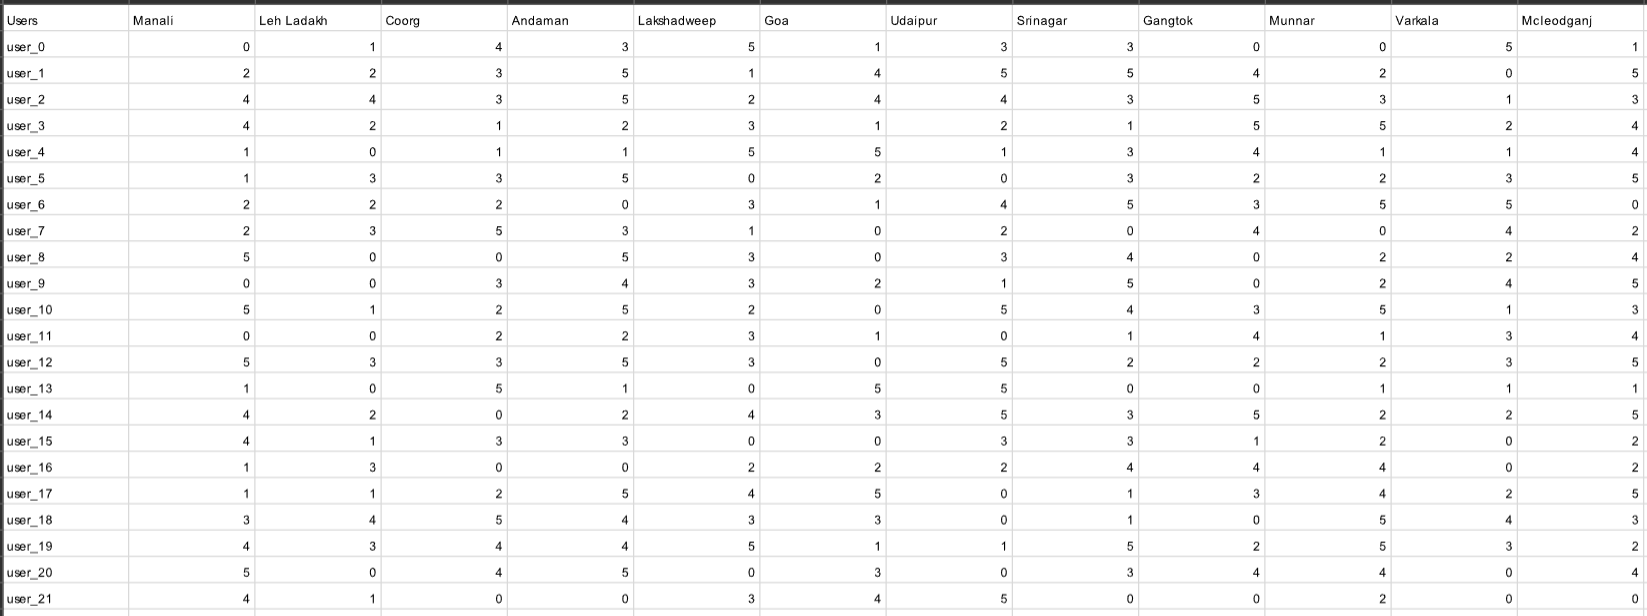 Users Manali Leh Ladakh Coorg Andaman Lakshadweep Goa Udaipur Srinagar Gangtok Munnar Varkala Mcleodganj
user_0 0 1 4 3 5 1 3 3 0 0 5 1
user_1 2 2 3 5 1 4 5 5 4 2 0 5
user_2 4 4 3 5 2 4 4 3 5 3 1 3
user_3 4 2 1 2 3 1 2 1 5 5 2 4
user_4 1 0 1 1 5 5 1 3 4 1 1 4
user_5 1 3 3 5 0 2 0 3 2 2 3 5
user_6 2 2 2 0 3 1 4 5 3 5 5 0
user_7 2 3 5 3 1 0 2 0 4 0 4 2
user_8 5 0 0 5 3 0 3 4 0 2 2 4
user_9 0 0 3 4 3 2 1 5 0 2 4 5
user_10 5 1 2 5 2 0 5 4 3 5 1 3
user_11 0 0 2 2 3 1 0 1 4 1 3 4
user_12 5 3 3 5 3 0 5 2 2 2 3 5
user_13 1 0 5 1 0 5 5 0 0 1 1 1
user_14 4 2 0 2 4 3 5 3 5 2 2 5
user_15 4 1 3 3 0 0 3 3 1 2 0 2
user_16 1 3 0 0 2 2 2 4 4 4 0 2
user_17 1 1 2 5 4 5 0 1 3 4 2 5
user_18 3 4 5 4 3 3 0 1 0 5 4 3
user_19 4 3 4 4 5 1 1 5 2 5 3 2
user_20 5 0 4 5 0 3 0 3 4 4 0 4
user_21 4 1 0 0 3 4 5 0 0 2 0 0